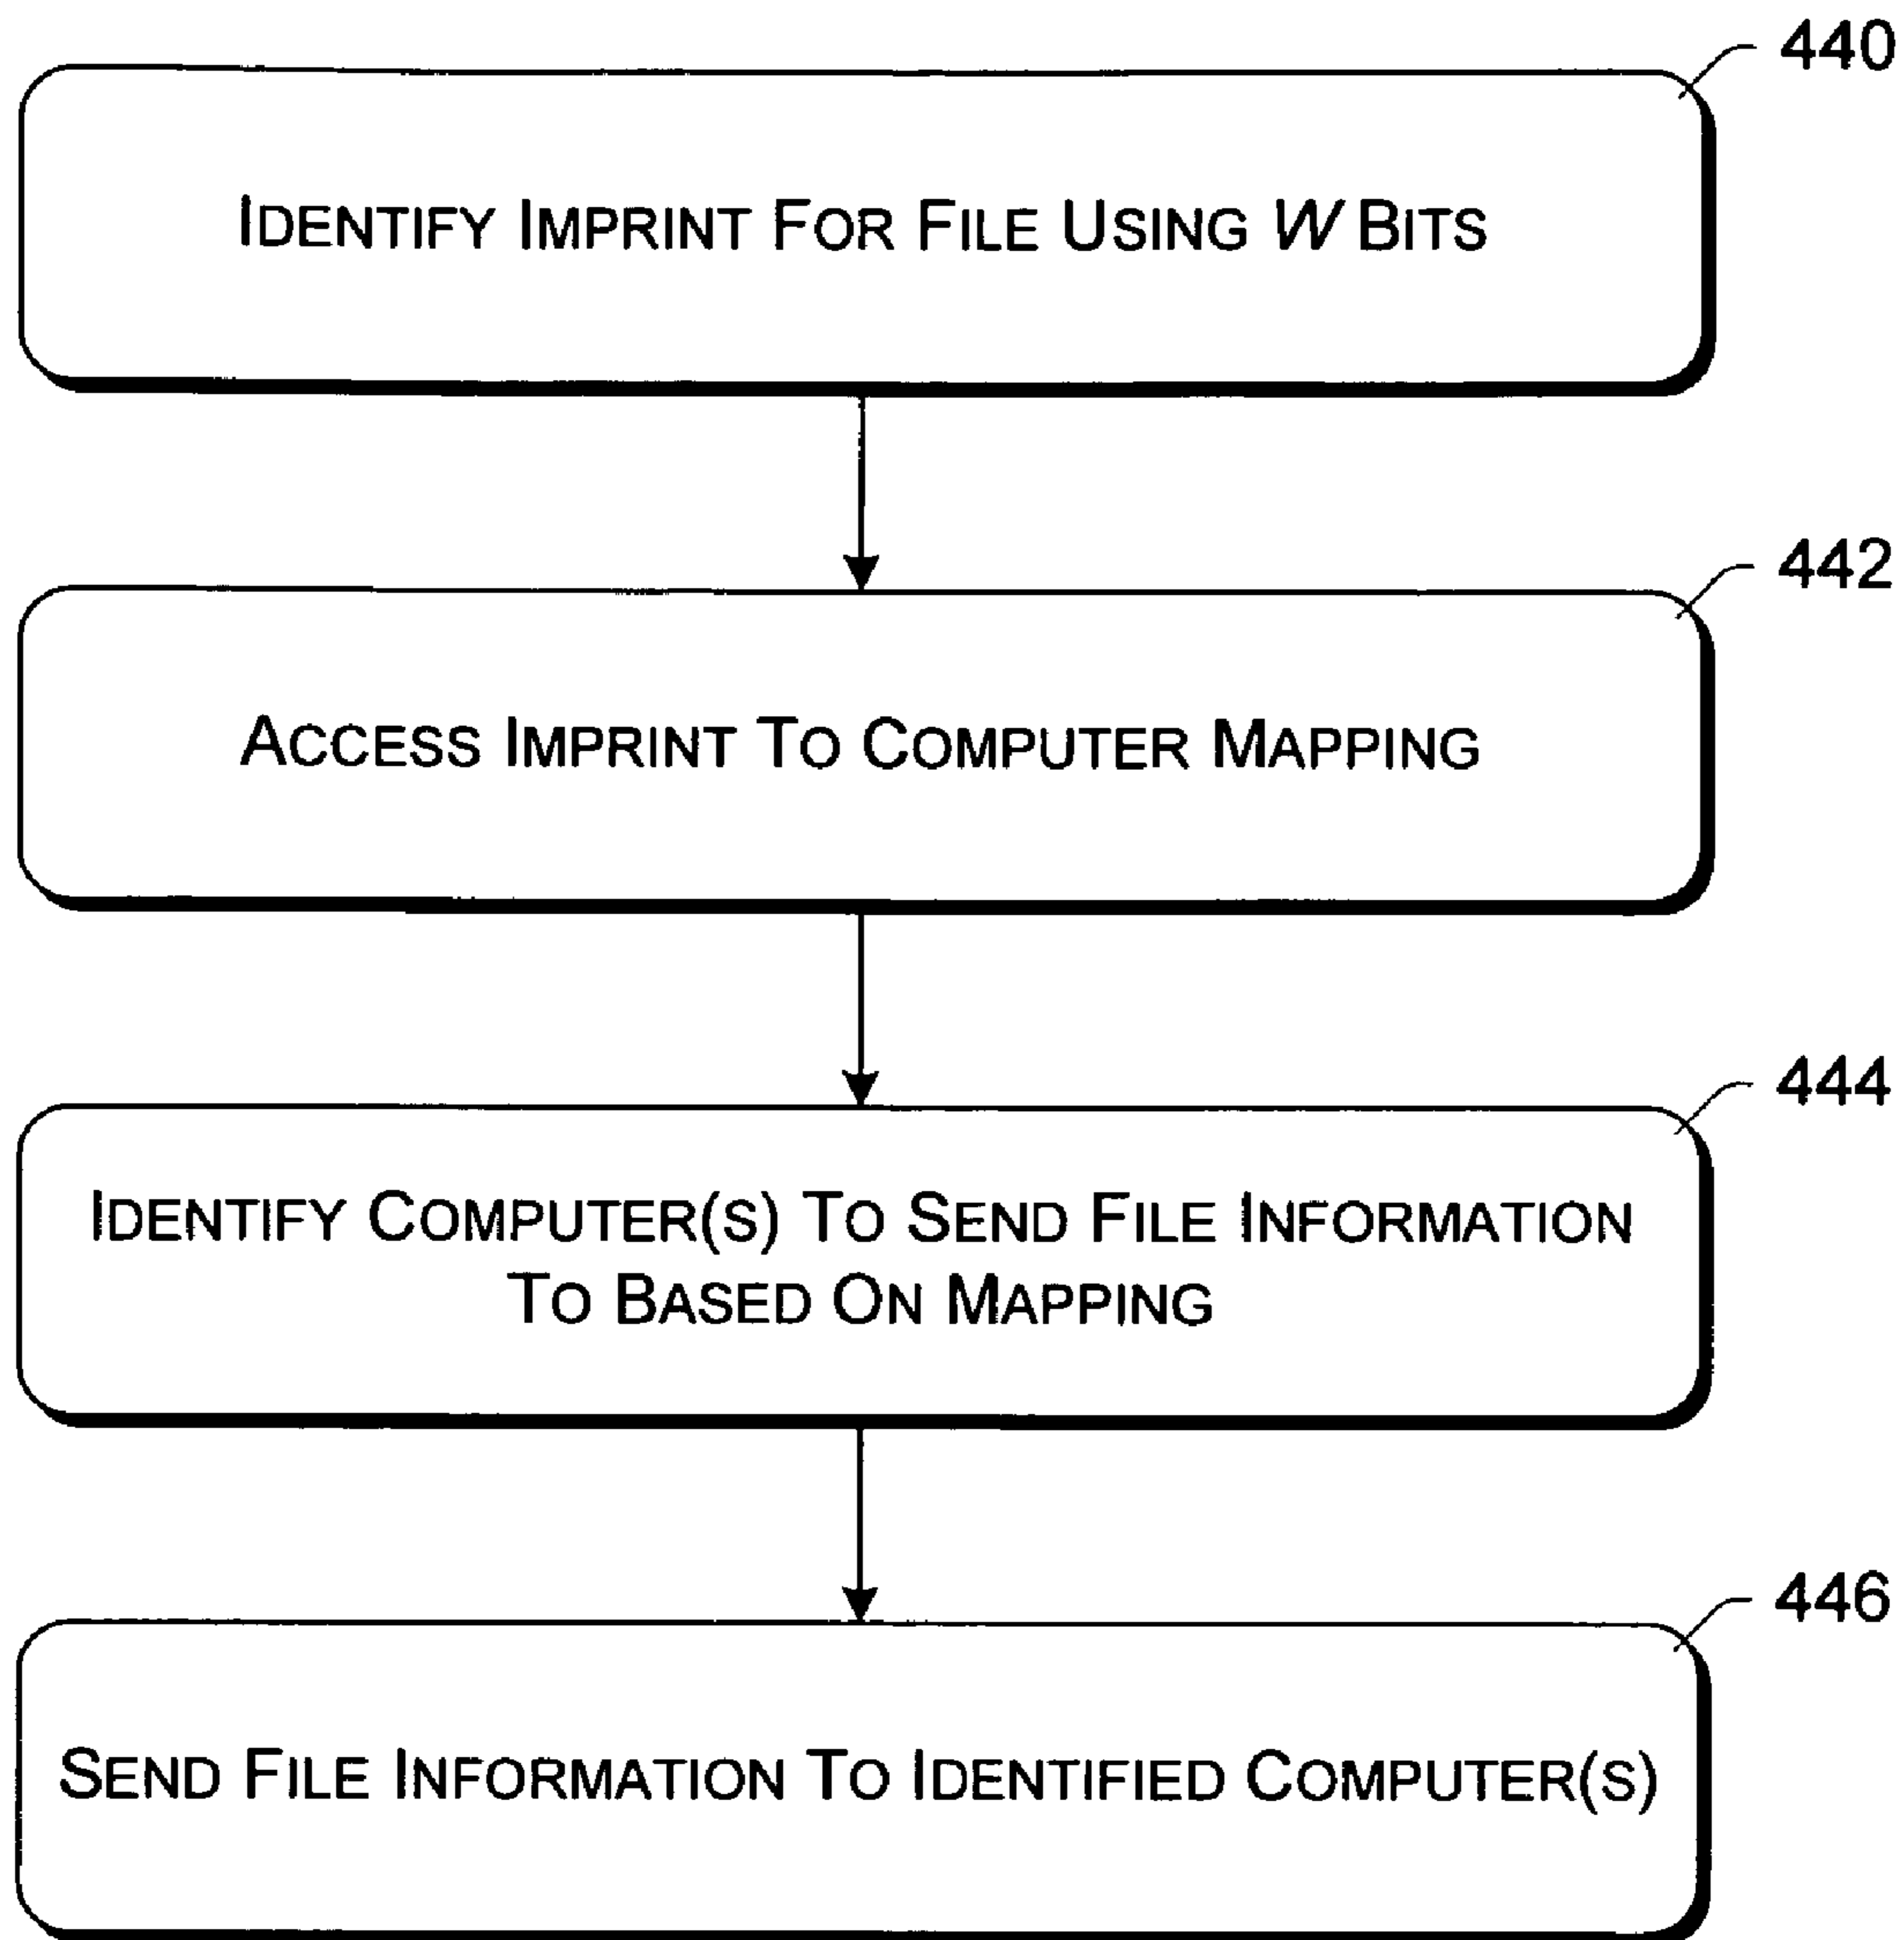 440
IDENTIFY IMPRINT FOR FILE USING W BITS
442
ACCESS IMPRINT TO COMPUTER MAPPING
444
IDENTIFY COMPUTER(S) TO SEND FILE INFORMATION
TO BASED ON MAPPING
446
SEND FILE INFORMATION TO IDENTIFIED COMPUTER(S)